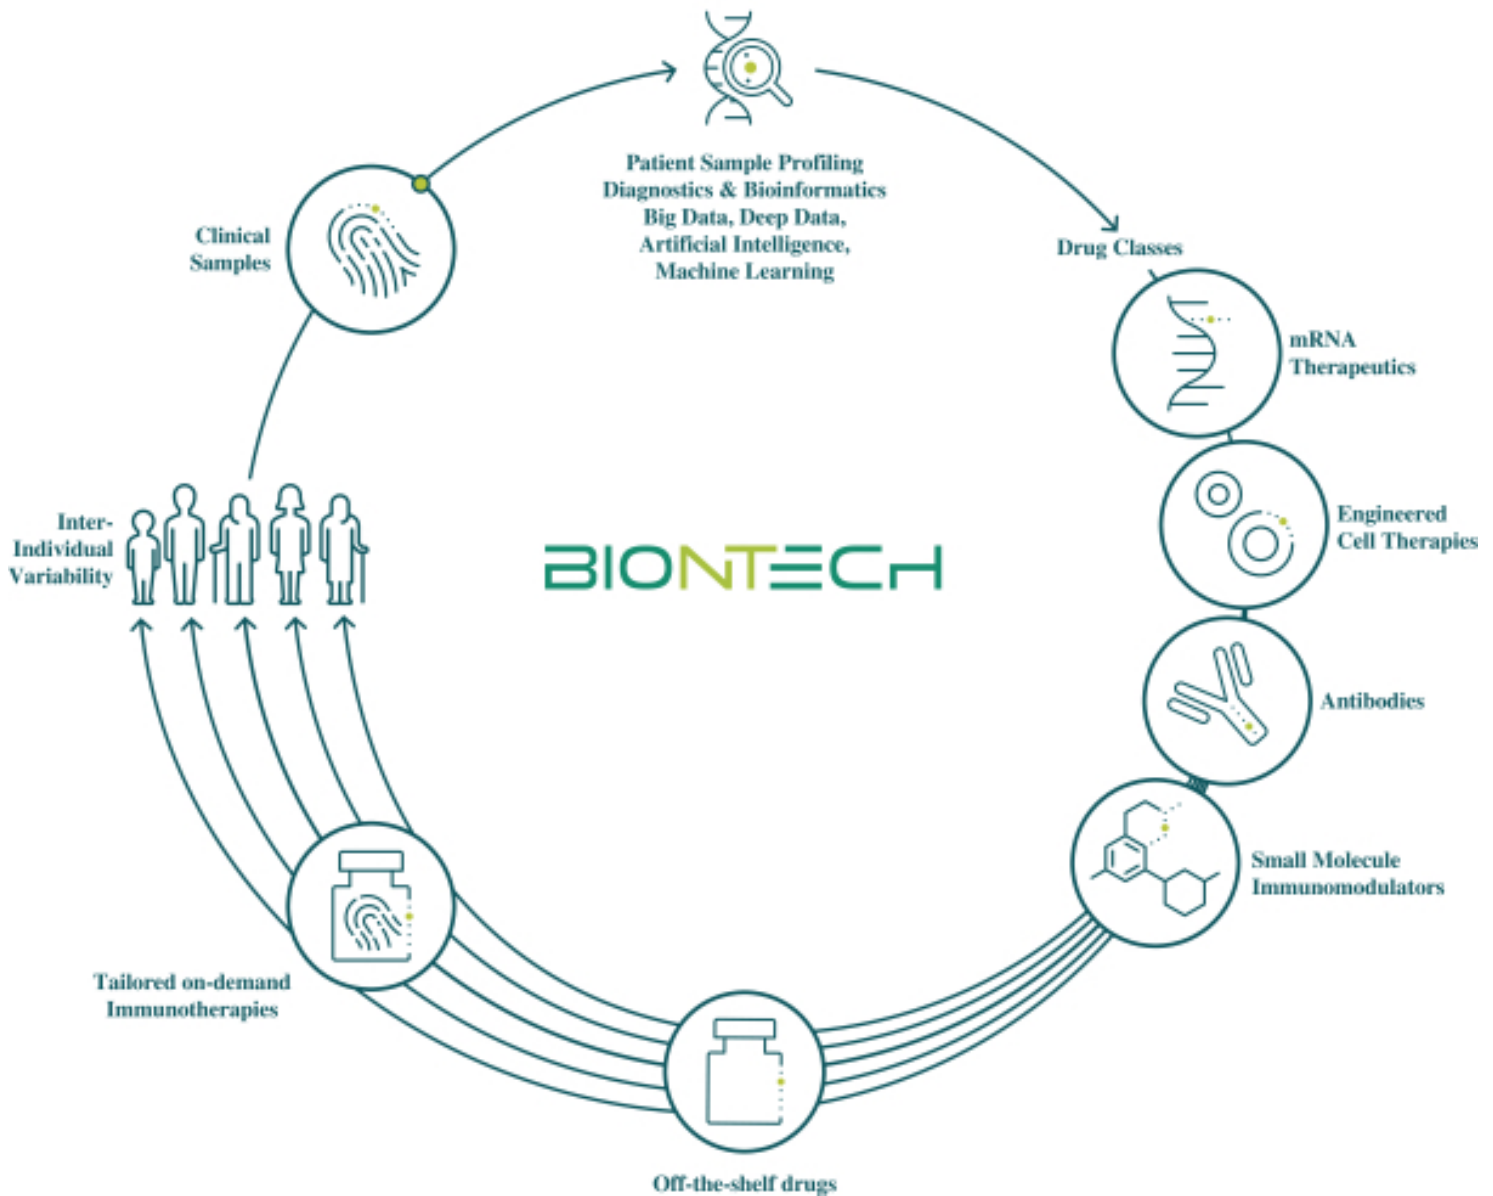 Patient Sample Profiling
Diagnostics & Bioinformatics
Big Data, Deep Data,
Artificial Intelligence,
Machine Learning
Clinical
Samples
Drug Classes
mRNA
Therapeutics
Engineered
Cell Therapies
Inter-
Individual
Variability
BIONTECH
Antibodies
Small Molecule
Immunomodulators
Tailored on-demand
Immunotherapies
Off-the-shelf drugs